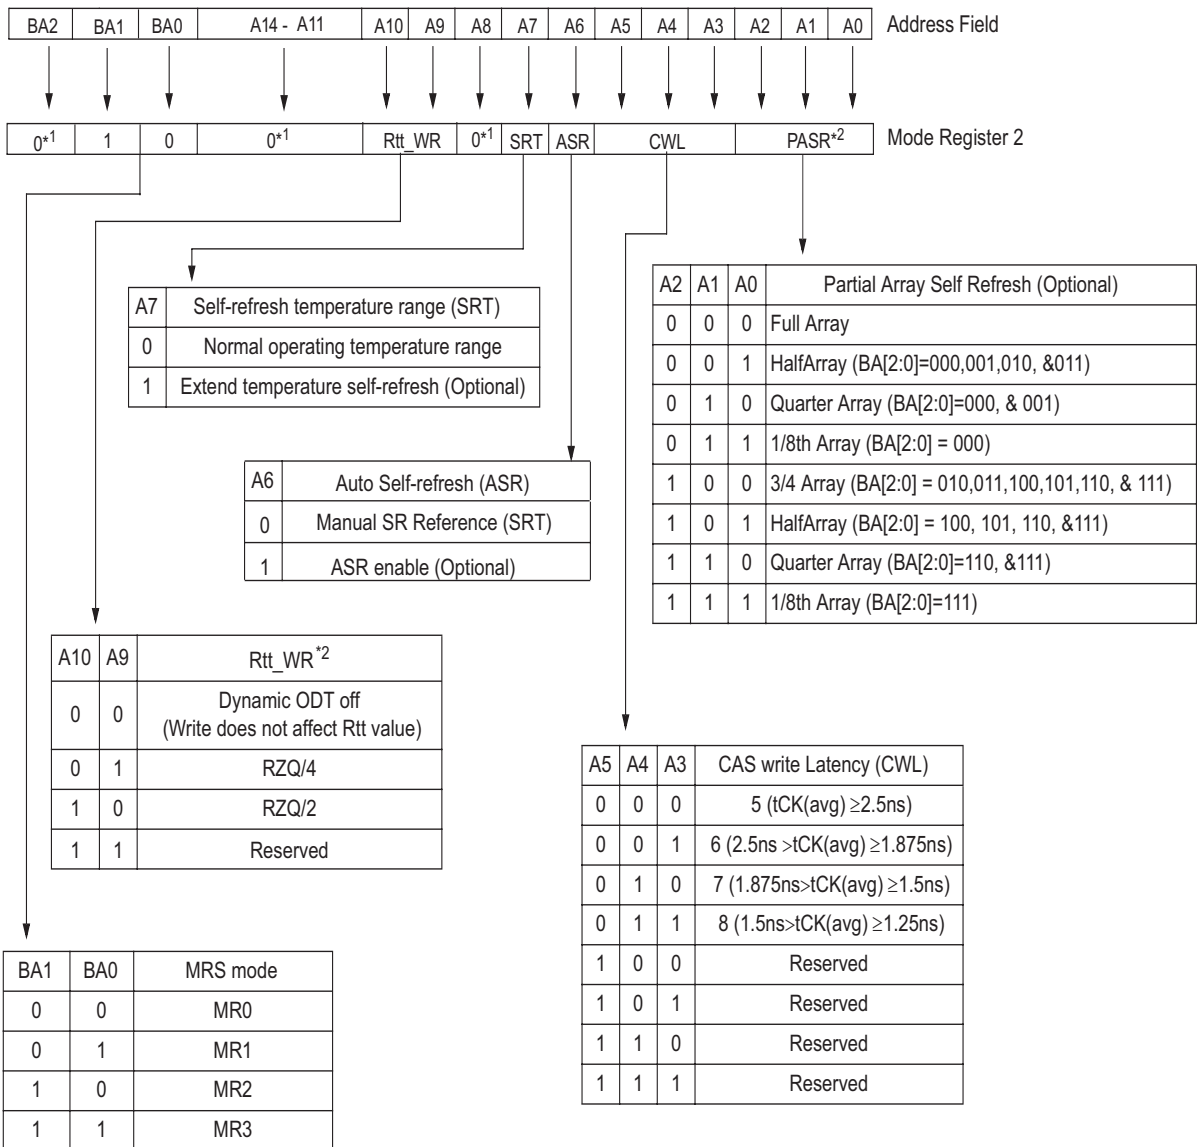 BA2 BA1 BA0 A14 - A11 A10 A9 A8 A7 A6 A5 A4 A3 A2 A1 A0 Address Field
0*1 1 0 0*1 Rtt_WR 0*1 SRT ASR CWL PASR*2 Mode Register 2
A7 Self-refresh temperature range (SRT)
0 Normal operating temperature range
1 Extend temperature self-refresh (Optional)
A2 A1 A0 Partial Array Self Refresh (Optional)
0 0 0 Full Array
0 0 1 HalfArray (BA[2:0]=000,001,010, &011)
0 1 0 Quarter Array (BA[2:0]=000, & 001)
0 1 1 1/8th Array (BA[2:0] = 000)
1 0 0 3/4 Array (BA[2:0] = 010,011,100,101,110, & 111)
1 0 1 HalfArray (BA[2:0] = 100, 101, 110, &111)
1 1 0 Quarter Array (BA[2:0]=110, &111)
1 1 1 1/8th Array (BA[2:0]=111)
A6 Auto Self-refresh (ASR)
0 Manual SR Reference (SRT)
1 ASR enable (Optional)
A10 A9 Rtt_WR*2
0 0 Dynamic ODT off
(Write does not affect Rtt value)
0 1 RZQ/4
1 0 RZQ/2
1 1 Reserved
A5 A4 A3 CAS write Latency (CWL)
0 0 0 5 (tCK(avg) ≥2.5ns)
0 0 1 6 (2.5ns >tCK(avg) ≥1.875ns)
0 1 0 7 (1.875ns>tCK(avg) ≥1.5ns)
0 1 1 8 (1.5ns>tCK(avg) ≥1.25ns)
1 0 0 Reserved
1 0 1 Reserved
1 1 0 Reserved
1 1 1 Reserved
BA1 BA0 MRS mode
0 0 MR0
0 1 MR1
1 0 MR2
1 1 MR3